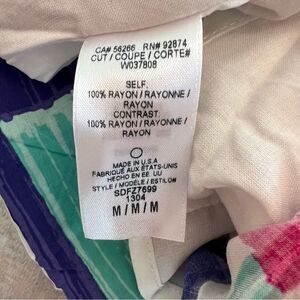 CA# 56266 RN# 92874
CUT / COUPE / CORTE#
W037808
SELF:
100% RAYON / RAYONNE /
RAYON
CONTRAST:
100% RAYON / RAYONNE /
RAYON
MADE IN U.S.A
FABRIQUE AUX ÉTATS-UNIS
HECHO EN EE. UU
STYLE / MODÈLE / ESTILO#
SDFZ7699
1304
M / M / M